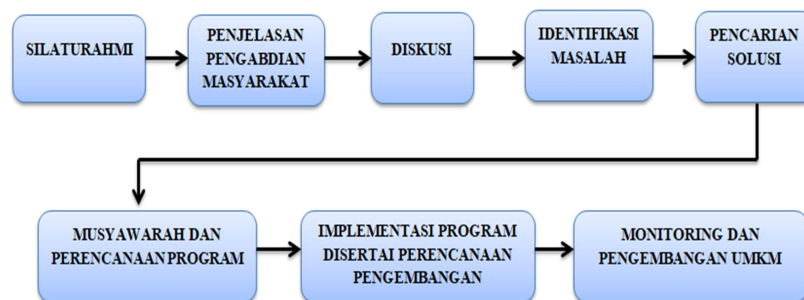 SILATURAHMI
PENJELASAN
PENGABDIAN
MASYARAKAT
DISKUSI
IDENTIFIKASI
MASALAH
PENCARIAN
SOLUSI
MUSYAWARAH DAN
PERENCANAAN PROGRAM
IMPLEMENTASI PROGRAM
DISERTAI PERENCANAAN
PENGEMBANGAN
MONITORING DAN
PENGEMBANGAN UMKM